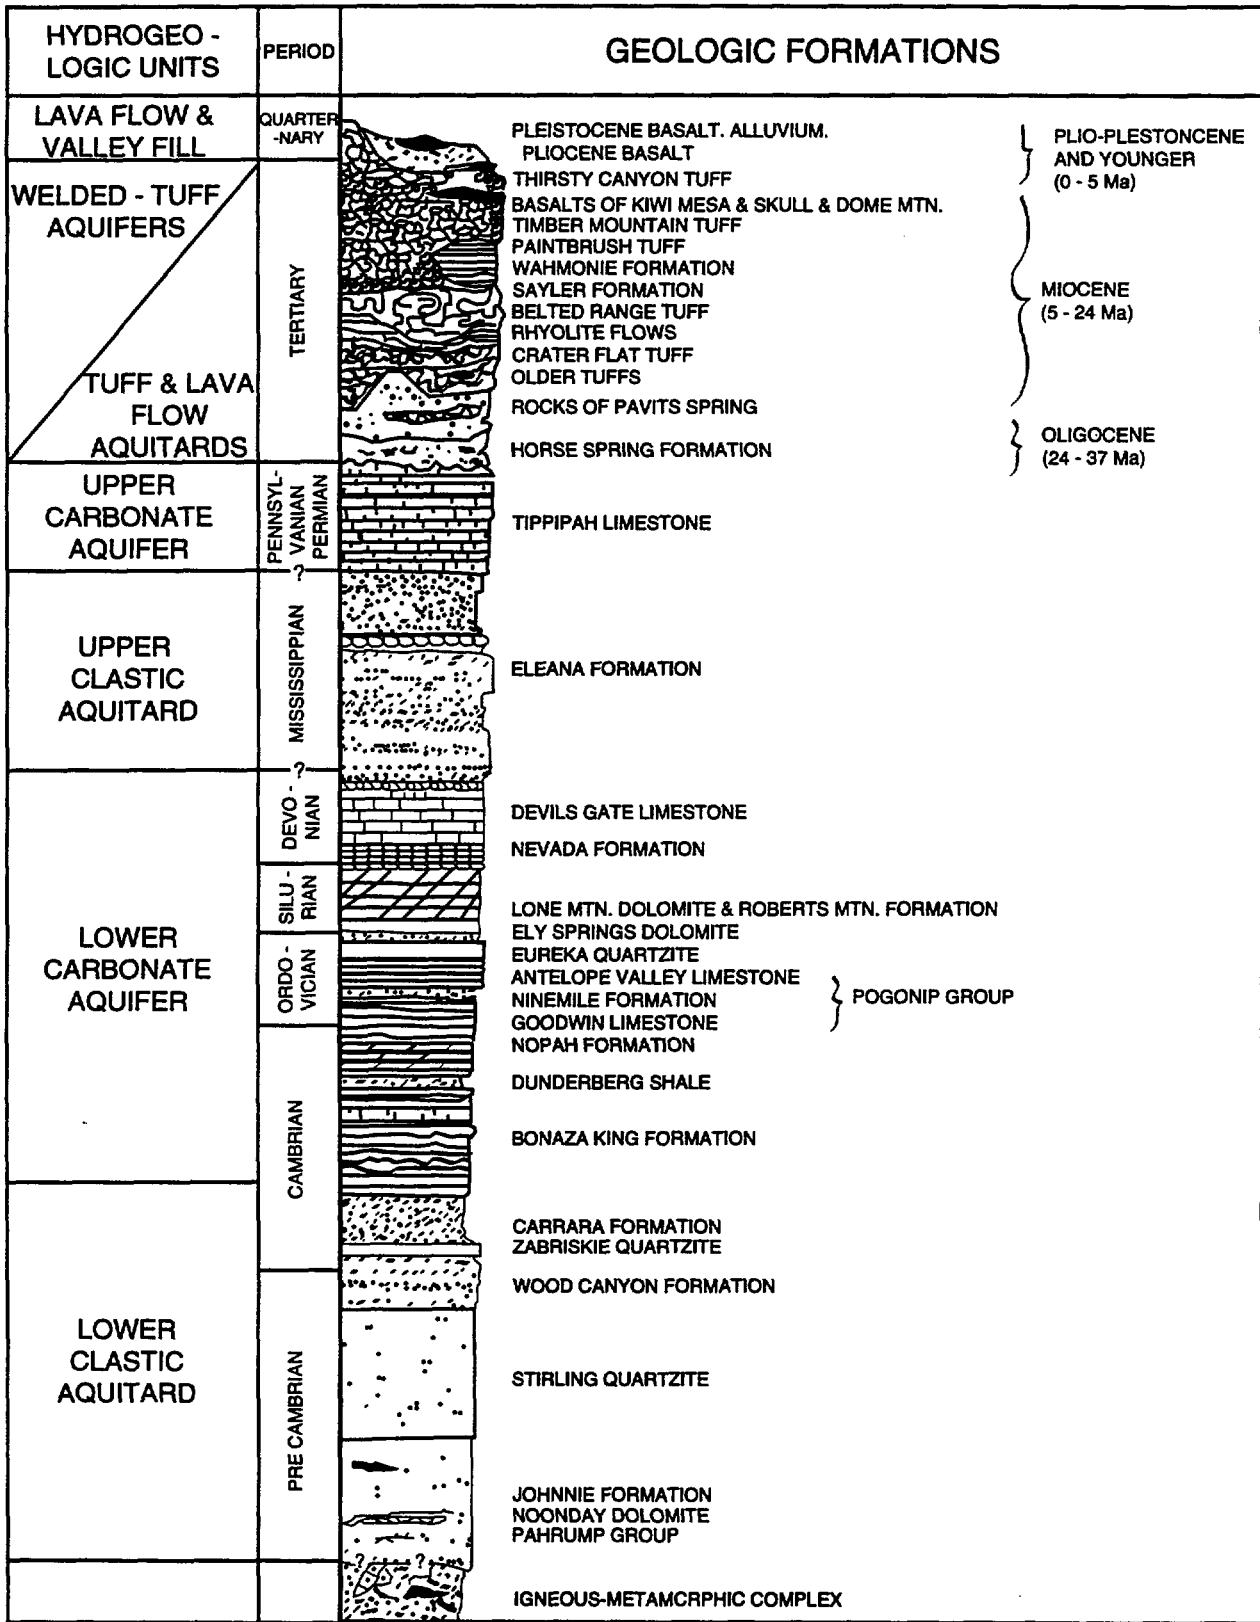 HYDROGEO -
LOGIC UNITS
PERIOD
GEOLOGIC FORMATIONS
LAVA FLOW &
VALLEY FILL
QUARTER
-NARY
PLEISTOCENE BASALT. ALLUVIUM.
PLIOCENE BASALT
THIRSTY CANYON TUFF
PLIO-PLESTONCENE
AND YOUNGER
(0 - 5 Ma)
WELDED - TUFF
AQUIFERS
TUFF & LAVA
FLOW
AQUITARDS
TERTIARY
BASALTS OF KIWI MESA & SKULL & DOME MTN.
TIMBER MOUNTAIN TUFF
PAINTBRUSH TUFF
WAHMONIE FORMATION
SAYLER FORMATION
BELTED RANGE TUFF
RHYOLITE FLOWS
CRATER FLAT TUFF
OLDER TUFFS
ROCKS OF PAVITS SPRING
MIOCENE
(5 - 24 Ma)
HORSE SPRING FORMATION
OLIGOCENE
(24 - 37 Ma)
UPPER
CARBONATE
AQUIFER
PENNSYL-
VANIAN
PERMIAN
TIPPIPAH LIMESTONE
?
UPPER
CLASTIC
AQUITARD
MISSISSIPPIAN
ELEANA FORMATION
?
LOWER
CARBONATE
AQUIFER
DEVO -
NIAN
DEVILS GATE LIMESTONE
NEVADA FORMATION
SILU -
RIAN
LONE MTN. DOLOMITE & ROBERTS MTN. FORMATION
ELY SPRINGS DOLOMITE
ORDO -
VICIAN
EUREKA QUARTZITE
ANTELOPE VALLEY LIMESTONE
NINEMILE FORMATION
GOODWIN LIMESTONE
POGONIP GROUP
CAMBRIAN
NOPAH FORMATION
DUNDERBERG SHALE
BONAZA KING FORMATION
CARRARA FORMATION
ZABRISKIE QUARTZITE
LOWER
CLASTIC
AQUITARD
PRE CAMBRIAN
WOOD CANYON FORMATION
STIRLING QUARTZITE
JOHNNIE FORMATION
NOONDAY DOLOMITE
PAHRUMP GROUP
? ?
IGNEOUS-METAMCRPHIC COMPLEX